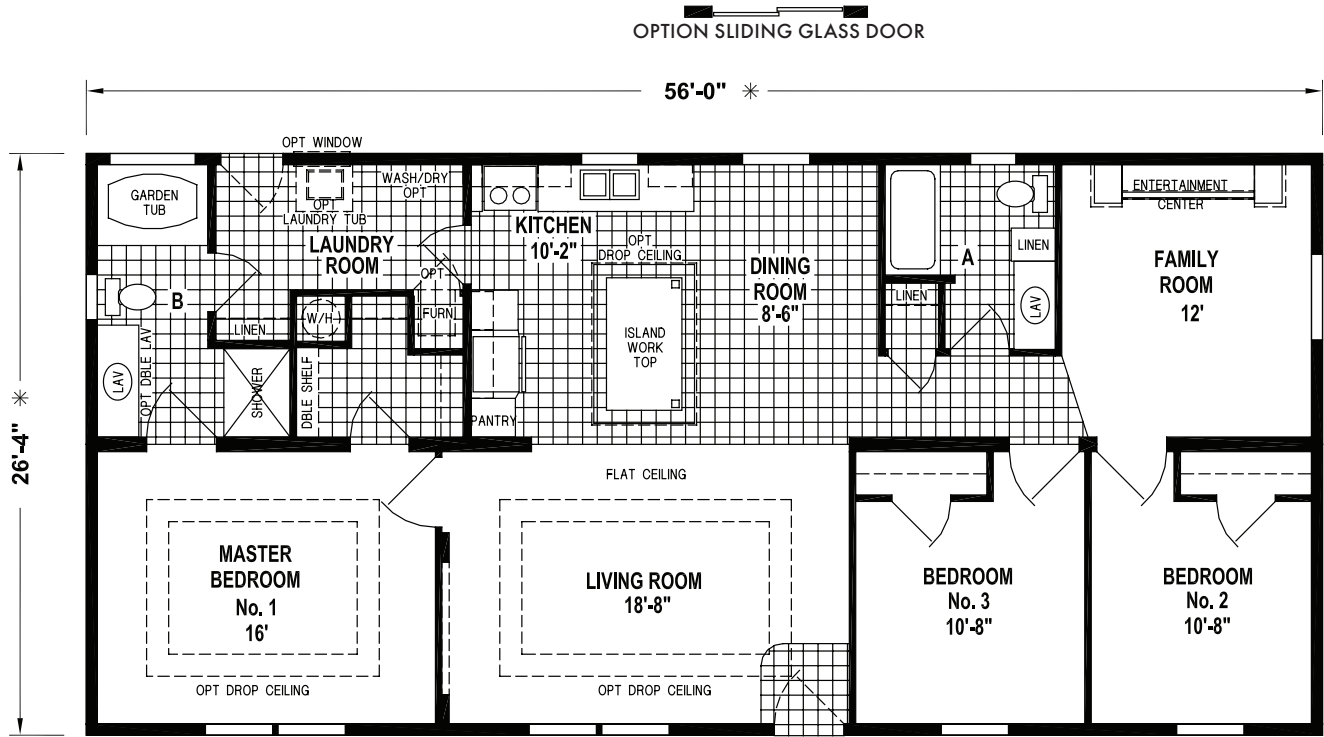 OPTION SLIDING GLASS DOOR
56'-0" ✳
OPT WINDOW
GARDEN
TUB
OPT
LAUNDRY TUB
WASH/DRY
OPT
LAUNDRY
ROOM
KITCHEN
10'-2"
OPT
DROP CEILING
DINING
ROOM
8'-6"
ENTERTAINMENT
CENTER
LINEN
A
FAMILY
ROOM
12'
B
LINEN
W/H
OPT
FURN
ISLAND
WORK
TOP
LINEN
LAV
LAV
OPT DBLE LAV
SHOWER
DBLE SHELF
PANTRY
26'-4" ✳
FLAT CEILING
MASTER
BEDROOM
No. 1
16'
OPT DROP CEILING
LIVING ROOM
18'-8"
OPT DROP CEILING
BEDROOM
No. 3
10'-8"
BEDROOM
No. 2
10'-8"